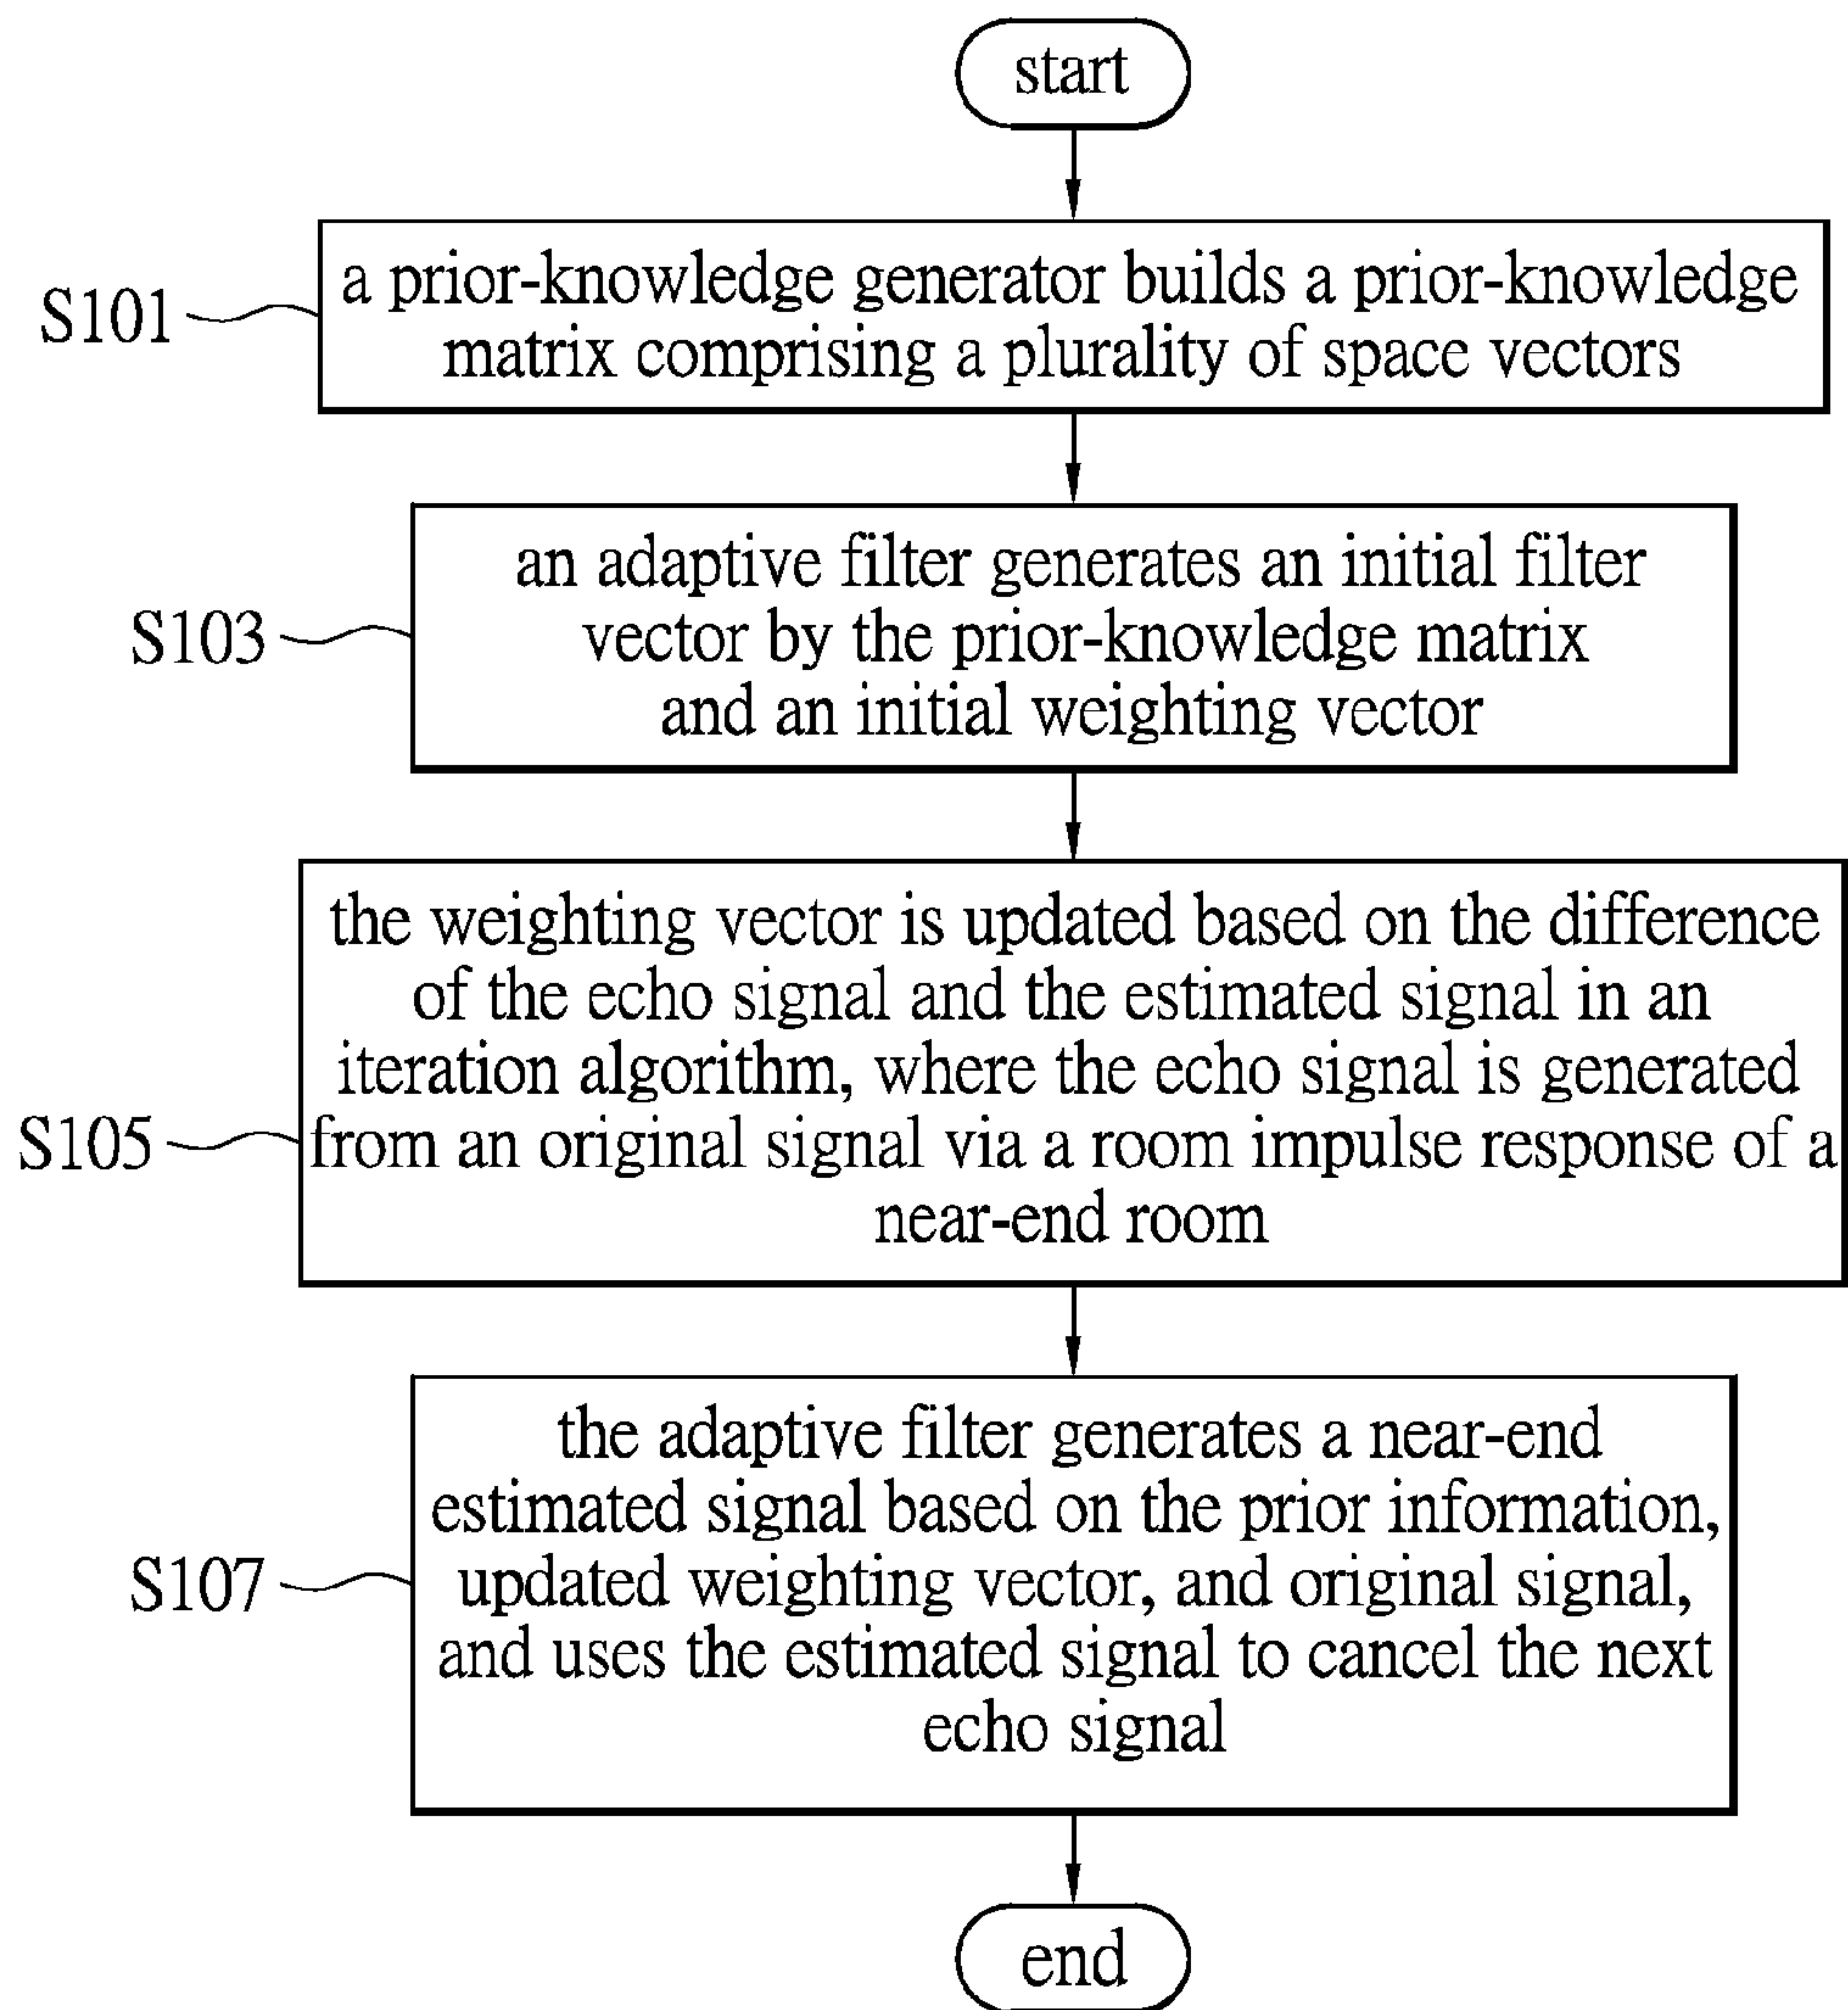 start
S101
a prior-knowledge generator builds a prior-knowledge
matrix comprising a plurality of space vectors
S103
an adaptive filter generates an initial filter
vector by the prior-knowledge matrix
and an initial weighting vector
S105
the weighting vector is updated based on the difference
of the echo signal and the estimated signal in an
iteration algorithm, where the echo signal is generated
from an original signal via a room impulse response of a
near-end room
S107
the adaptive filter generates a near-end
estimated signal based on the prior information,
updated weighting vector, and original signal,
and uses the estimated signal to cancel the next
echo signal
end